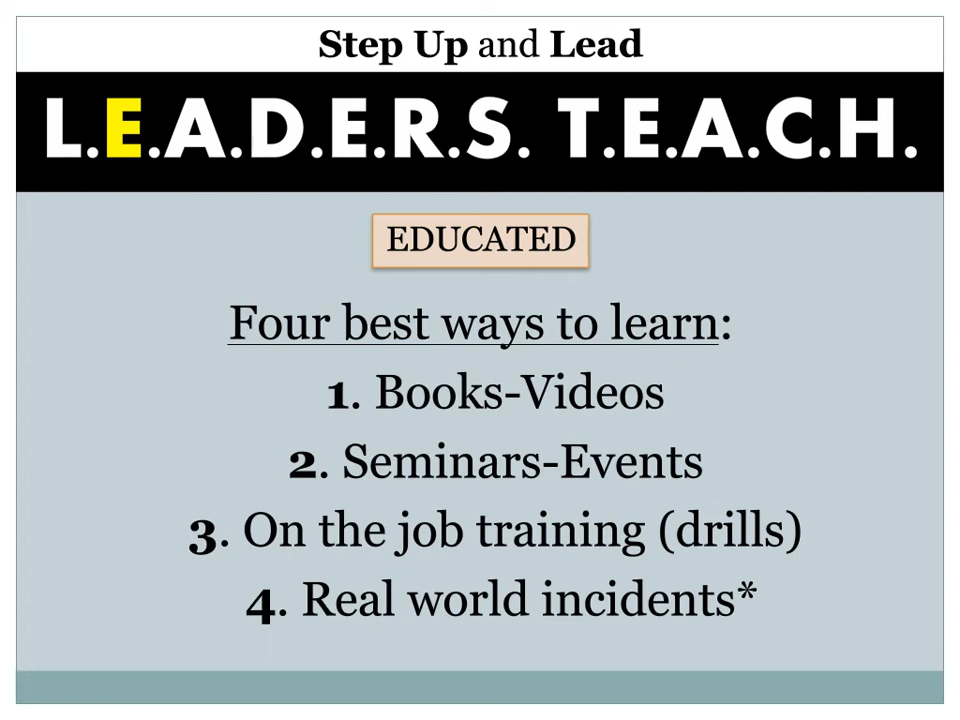 Step Up and Lead
L.E.A.D.E.R.S. T.E.A.C.H.
EDUCATED
Four best ways to learn:
1. Books-Videos
2. Seminars-Events
3. On the job training (drills)
4. Real world incidents*